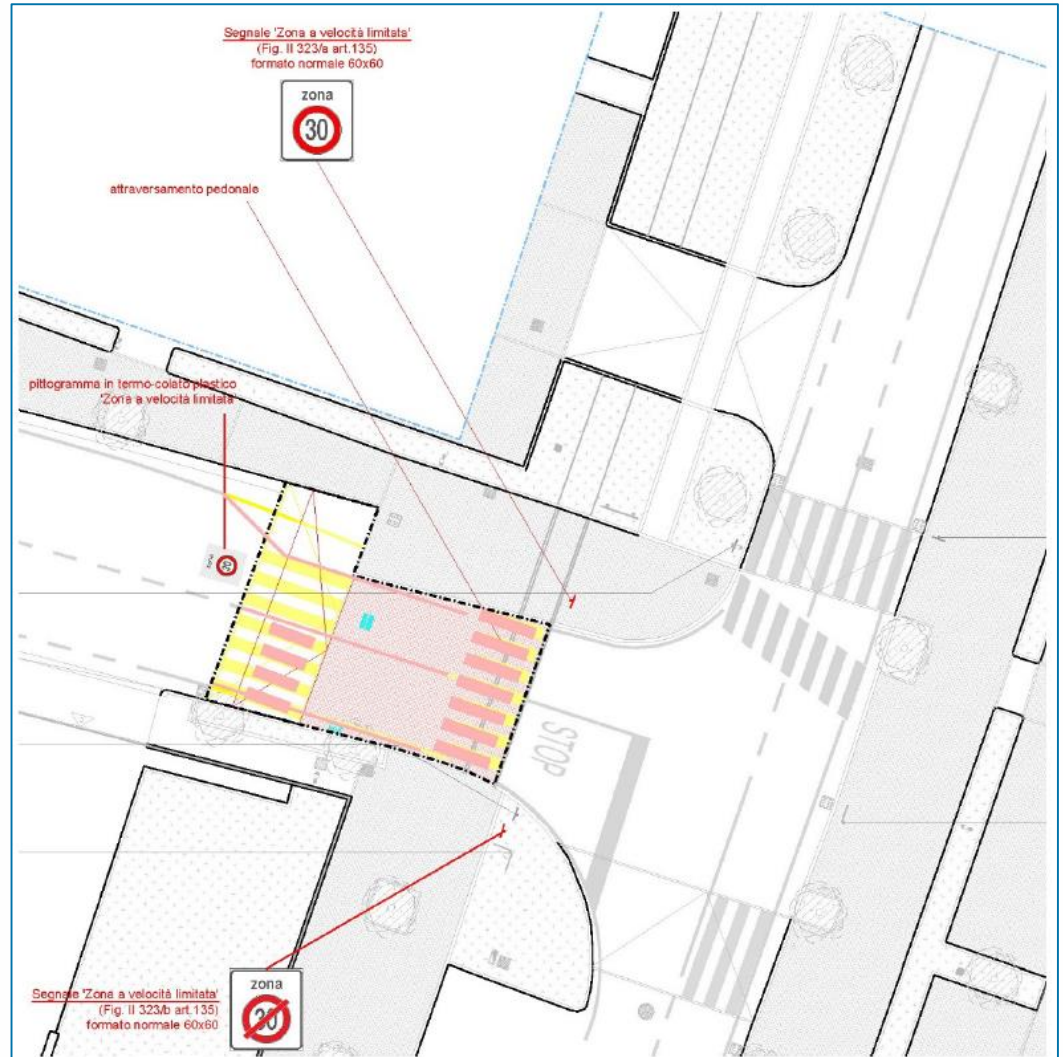 Segnale 'Zona a velocità limitata'
(Fig. II 323/a art.135)
formato normale 60x60
zona
30
attraversamento pedonale
pittogramma in termo-colato plastico
'Zona a velocità limitata'
30
STOP
Segnale 'Zona a velocità limitata'
(Fig. II 323/b art.135)
formato normale 60x60
zona
30